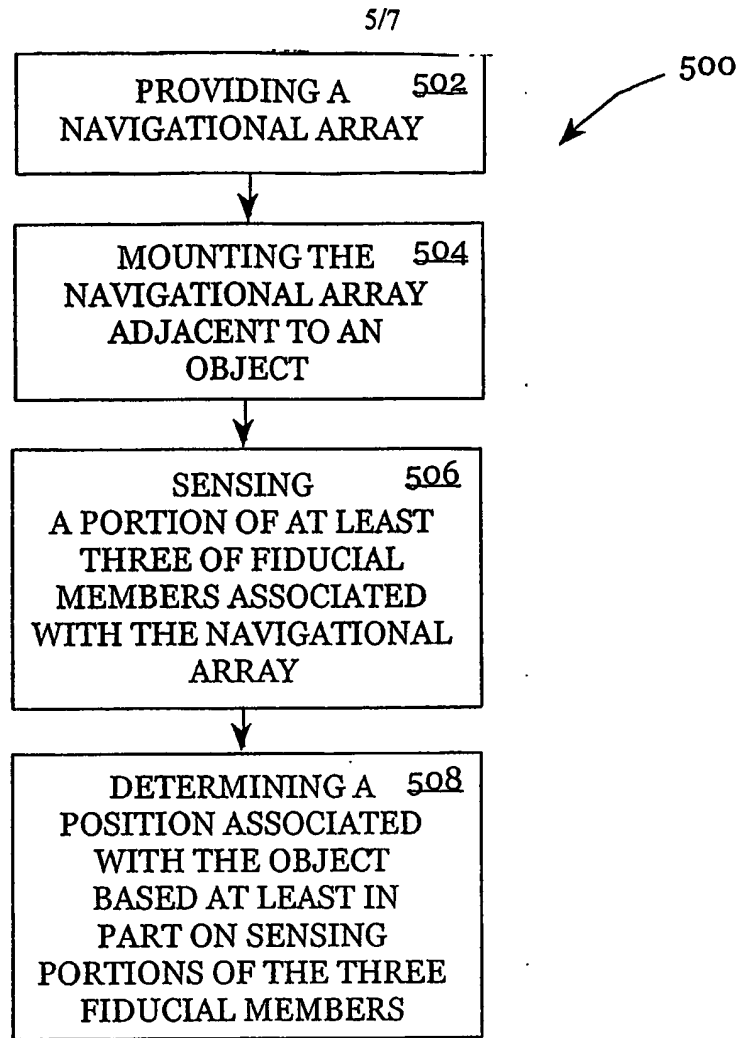 5/7
500
PROVIDING A 502
NAVIGATIONAL ARRAY
MOUNTING THE 504
NAVIGATIONAL ARRAY
ADJACENT TO AN
OBJECT
SENSING 506
A PORTION OF AT LEAST
THREE OF FIDUCIAL
MEMBERS ASSOCIATED
WITH THE NAVIGATIONAL
ARRAY
DETERMINING A 508
POSITION ASSOCIATED
WITH THE OBJECT
BASED AT LEAST IN
PART ON SENSING
PORTIONS OF THE THREE
FIDUCIAL MEMBERS